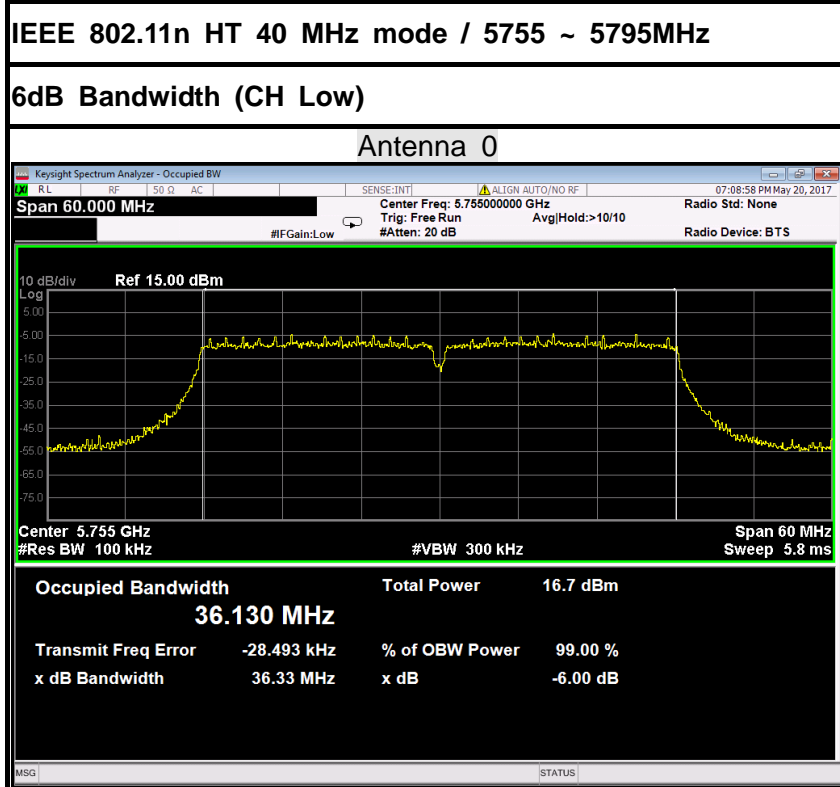 IEEE 802.11n HT 40 MHz mode / 5755 ~ 5795MHz
6dB Bandwidth (CH Low)
Antenna 0
Keysight Spectrum Analyzer - Occupied BW
LXI RL RF 50 Ω AC SENSE:INT ALIGN AUTO/NO RF 07:08:58 PM May 20, 2017
Span 60.000 MHz Center Freq: 5.755000000 GHz Radio Std: None
Trig: Free Run Avg|Hold:>10/10
#IFGain:Low #Atten: 20 dB Radio Device: BTS
10 dB/div Ref 15.00 dBm
Log
5.00
-5.00
-15.0
-25.0
-35.0
-45.0
-55.0
-65.0
-75.0
Center 5.755 GHz Span 60 MHz
#Res BW 100 kHz #VBW 300 kHz Sweep 5.8 ms
Occupied Bandwidth Total Power 16.7 dBm
36.130 MHz
Transmit Freq Error -28.493 kHz % of OBW Power 99.00 %
x dB Bandwidth 36.33 MHz x dB -6.00 dB
MSG STATUS